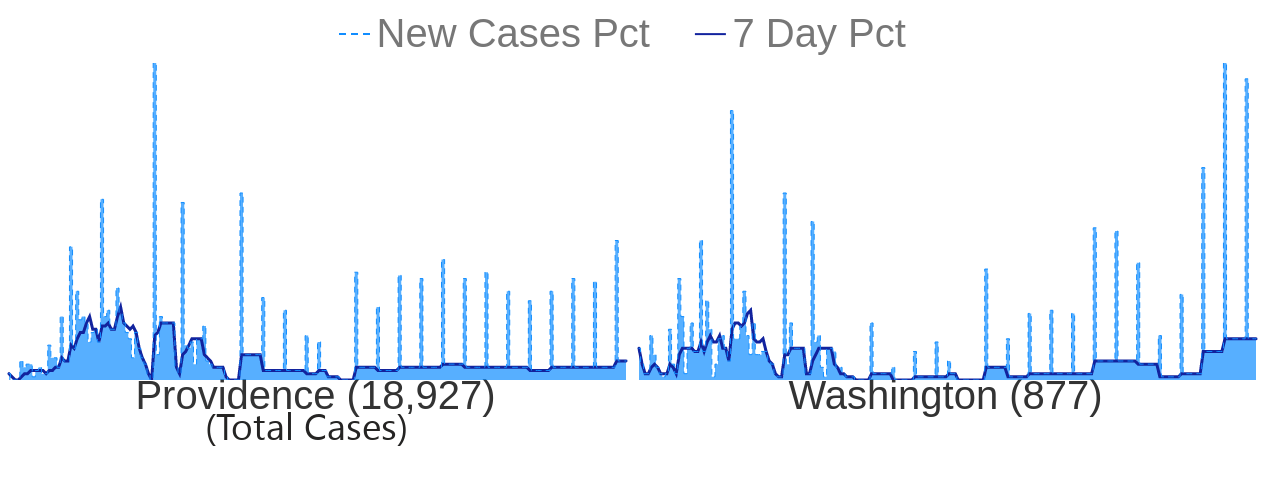 New Cases Pct 7 Day Pct
Providence (18,927) Washington (877)
(Total Cases)